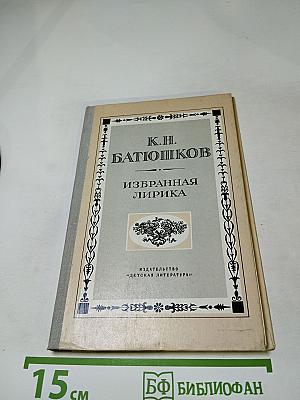 К.Н.
БАТЮШКОВ
ИЗБРАННАЯ
ЛИРИКА
ИЗДАТЕЛЬСТВО
«ДЕТСКАЯ ЛИТЕРАТУРА»
15 см
БФ БИБЛИОФАН